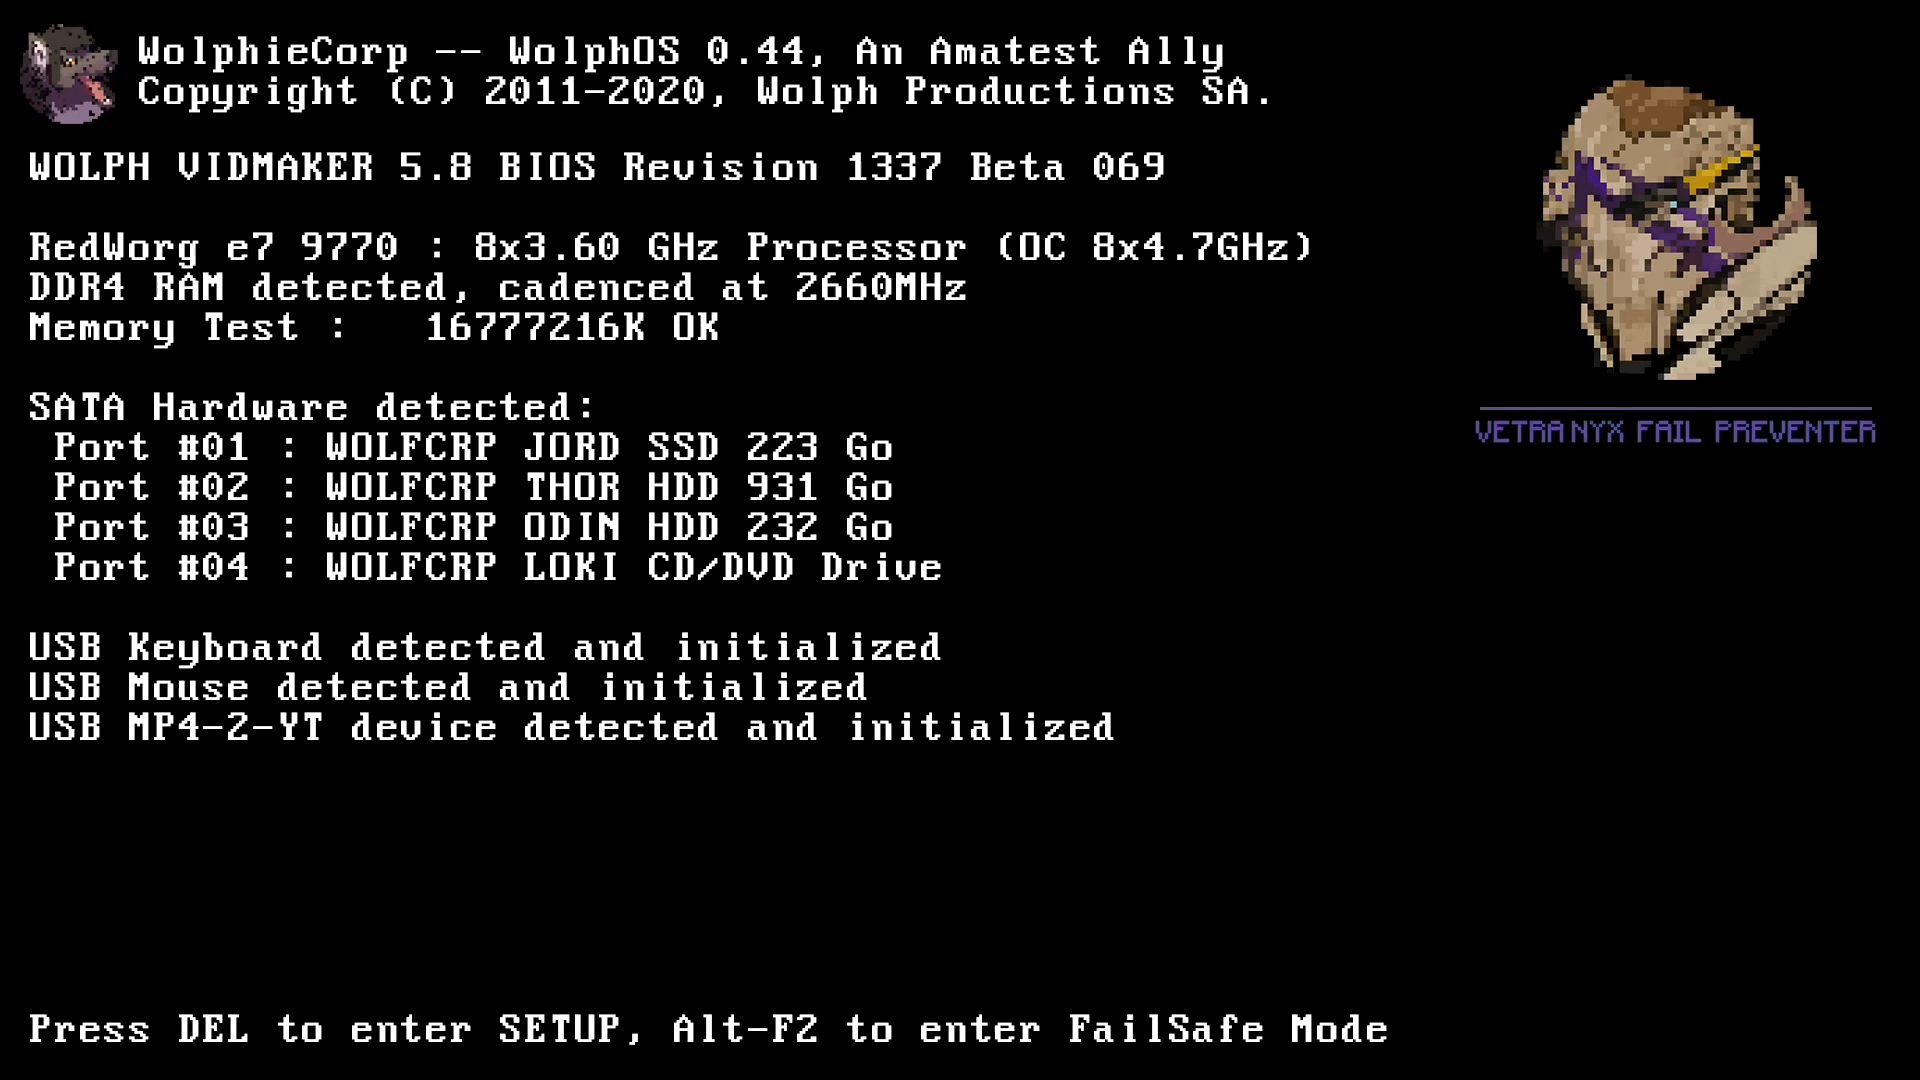 WolphieCorp -- WolphOS 0.44, An Amatest Ally
Copyright (C) 2011-2020, Wolph Productions SA.
WOLPH VIDMAKER 5.8 BIOS Revision 1337 Beta 069
RedWorg e7 9770 : 8x3.60 GHz Processor (OC 8x4.7GHz)
DDR4 RAM detected, cadenced at 2660MHz
Memory Test :   16777216K OK
SATA Hardware detected:
Port #01 : WOLFCRP JORD SSD 223 Go
Port #02 : WOLFCRP THOR HDD 931 Go
Port #03 : WOLFCRP ODIN HDD 232 Go
Port #04 : WOLFCRP LOKI CD/DVD Drive
USB Keyboard detected and initialized
USB Mouse detected and initialized
USB MP4-2-YT device detected and initialized
Press DEL to enter SETUP, Alt-F2 to enter FailSafe Mode
VETRA NYX FAIL PREVENTER